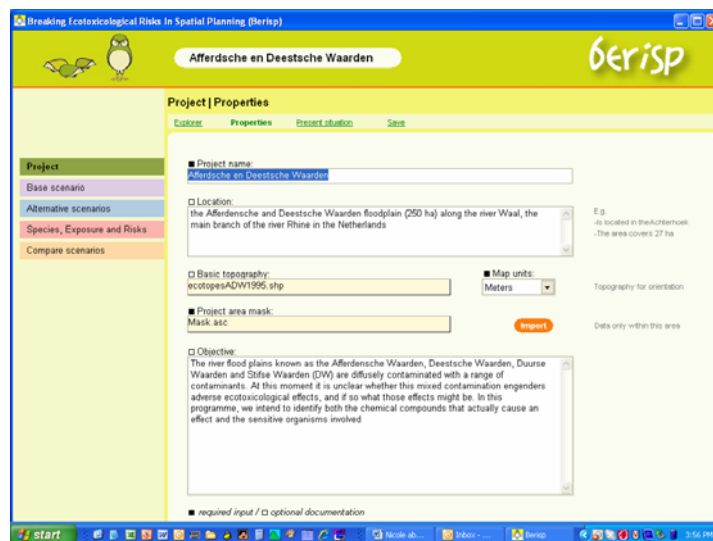 Breaking Ecotoxicological Risks In Spatial Planning (Berisp)
Afferdsche en Deestsche Waarden
berisp
Project | Properties
Explorer Properties Present situation Save
Project
Base scenario
Alternative scenarios
Species, Exposure and Risks
Compare scenarios
■ Project name:
Afferdsche en Deestsche Waarden
□ Location:
the Afferdensche and Deestsche Waarden floodplain (250 ha) along the river Waal, the
main branch of the river Rhine in the Netherlands
E.g.
-Is located in theAchterhoek
-The area covers 27 ha
□ Basic topography:
ecotopesADW1995.shp
■ Map units:
Meters
Topography for orientation
■ Project area mask:
Mask.asc
Import
Data only within this area
□ Objective:
The river flood plains known as the Afferdensche Waarden, Deestsche Waarden, Duurse
Waarden and Stifse Waarden (DW) are diffusely contaminated with a range of
contaminants. At this moment it is unclear whether this mixed contamination engenders
adverse ecotoxicological effects, and if so what those effects might be. In this
programme, we intend to identify both the chemical compounds that actually cause an
effect and the sensitive organisms involved
■ required input / □ optional documentation
start Nicole ab... Inbox - ... Berisp 3:56 PM